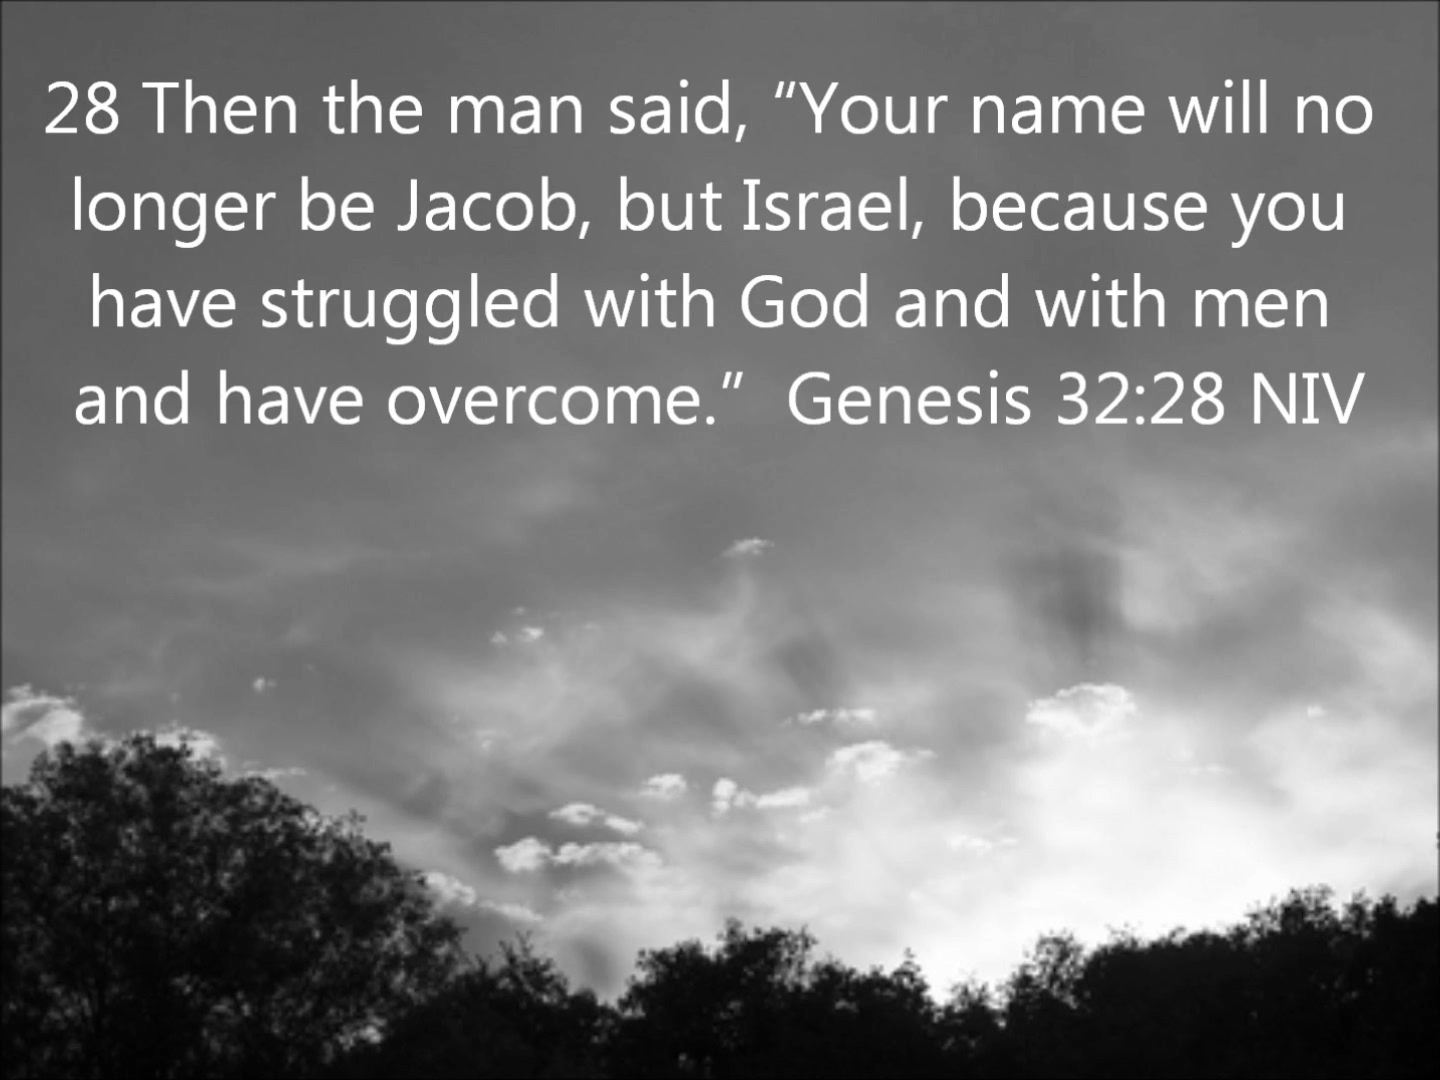 28 Then the man said, “Your name will no
longer be Jacob, but Israel, because you
have struggled with God and with men
and have overcome.”  Genesis 32:28 NIV